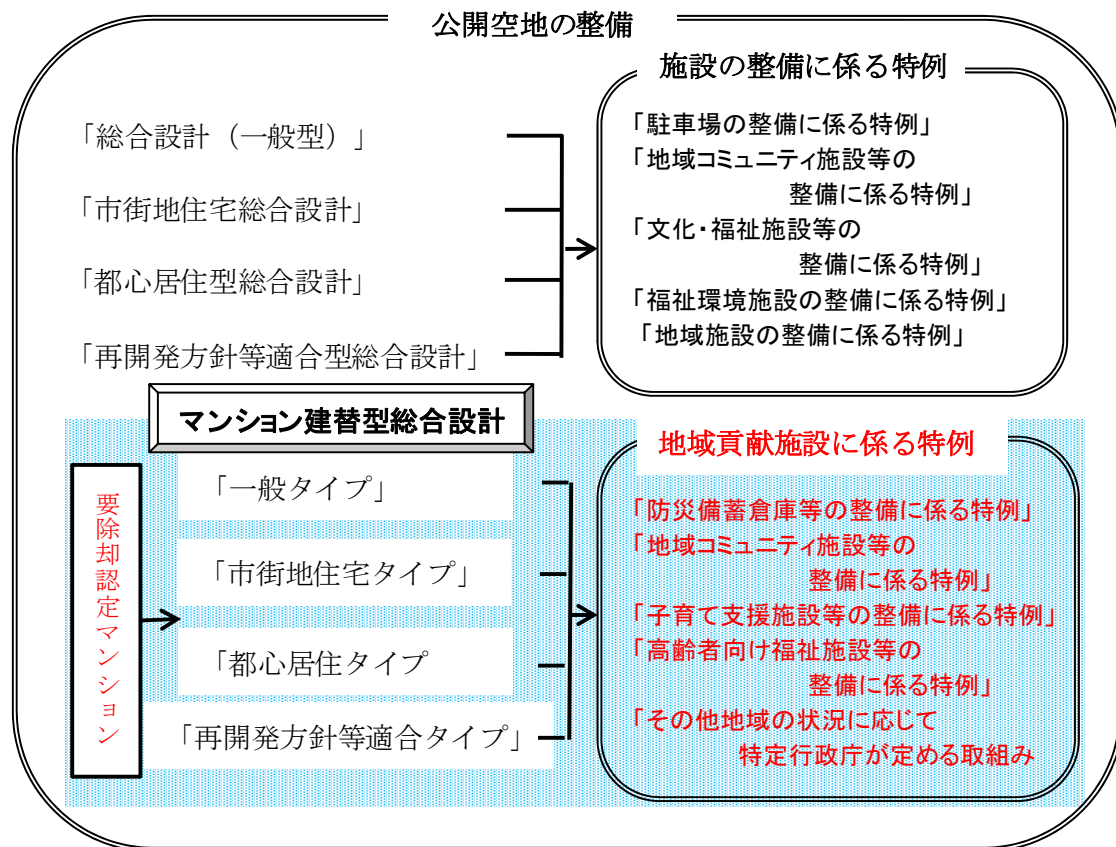 公開空地の整備
施設の整備に係る特例
「総合設計（一般型）」
「市街地住宅総合設計」
「都心居住型総合設計」
「再開発方針等適合型総合設計」
「駐車場の整備に係る特例」
「地域コミュニティ施設等の
整備に係る特例」
「文化・福祉施設等の
整備に係る特例」
「福祉環境施設の整備に係る特例」
「地域施設の整備に係る特例」
マンション建替型総合設計
要除却認定マンション
「一般タイプ」
「市街地住宅タイプ」
「都心居住タイプ
「再開発方針等適合タイプ」
地域貢献施設に係る特例
「防災備蓄倉庫等の整備に係る特例」
「地域コミュニティ施設等の
整備に係る特例」
「子育て支援施設等の整備に係る特例」
「高齢者向け福祉施設等の
整備に係る特例」
「その他地域の状況に応じて
特定行政庁が定める取組み